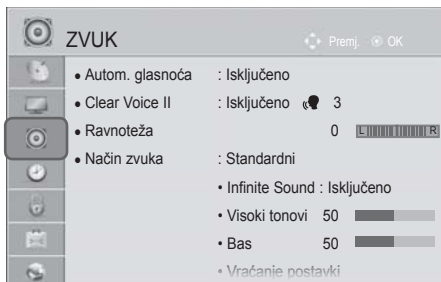 ZVUK
Premj. OK
• Autom. glasnoća : Isključeno
• Clear Voice II : Isključeno 3
• Ravnoteža 0 L R
• Način zvuka : Standardni
• Infinite Sound : Isključeno
• Visoki tonovi 50
• Bas 50
• Vraćanje postavki